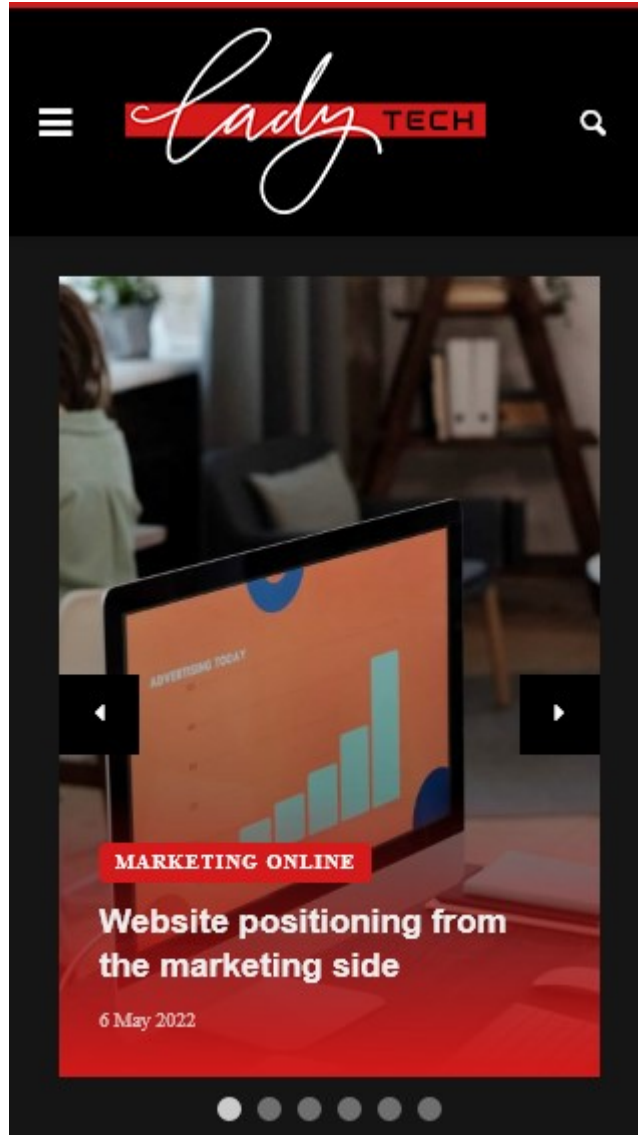 lady TECH
ADVERTISING TODAY
MARKETING ONLINE
Website positioning from
the marketing side
6 May 2022